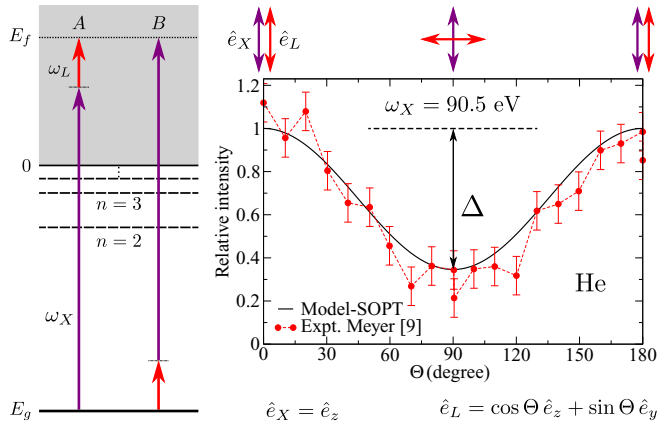 A B
E_f
ω_L
0
n = 3
n = 2
ω_X
E_g
ê_X ê_L
ω_X = 90.5 eV
Δ
He
Model-SOPT
Expt. Meyer [9]
Relative intensity
1.2
1
0.8
0.6
0.4
0.2
0
0 30 60 90 120 150 180
Θ (degree)
ê_X = ê_z
ê_L = cos Θ ê_z + sin Θ ê_y